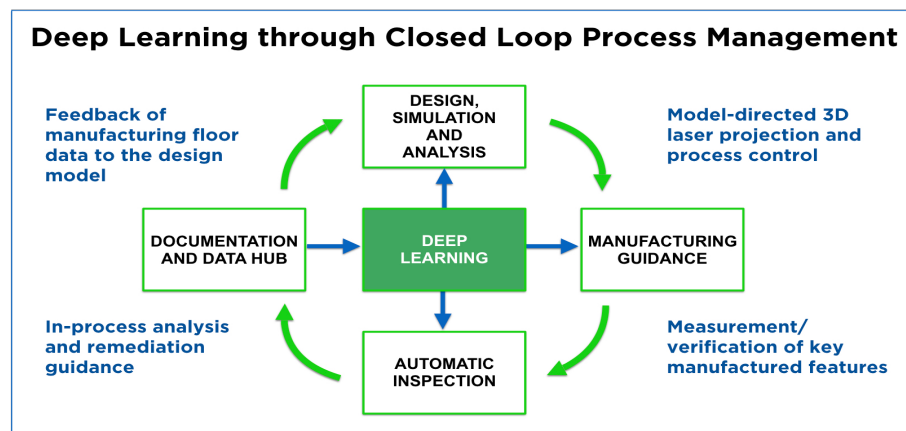 Deep Learning through Closed Loop Process Management
Feedback of
manufacturing floor
data to the design
model
DESIGN,
SIMULATION
AND
ANALYSIS
Model-directed 3D
laser projection and
process control
DOCUMENTATION
AND DATA HUB
DEEP
LEARNING
MANUFACTURING
GUIDANCE
In-process analysis
and remediation
guidance
AUTOMATIC
INSPECTION
Measurement/
verification of key
manufactured features